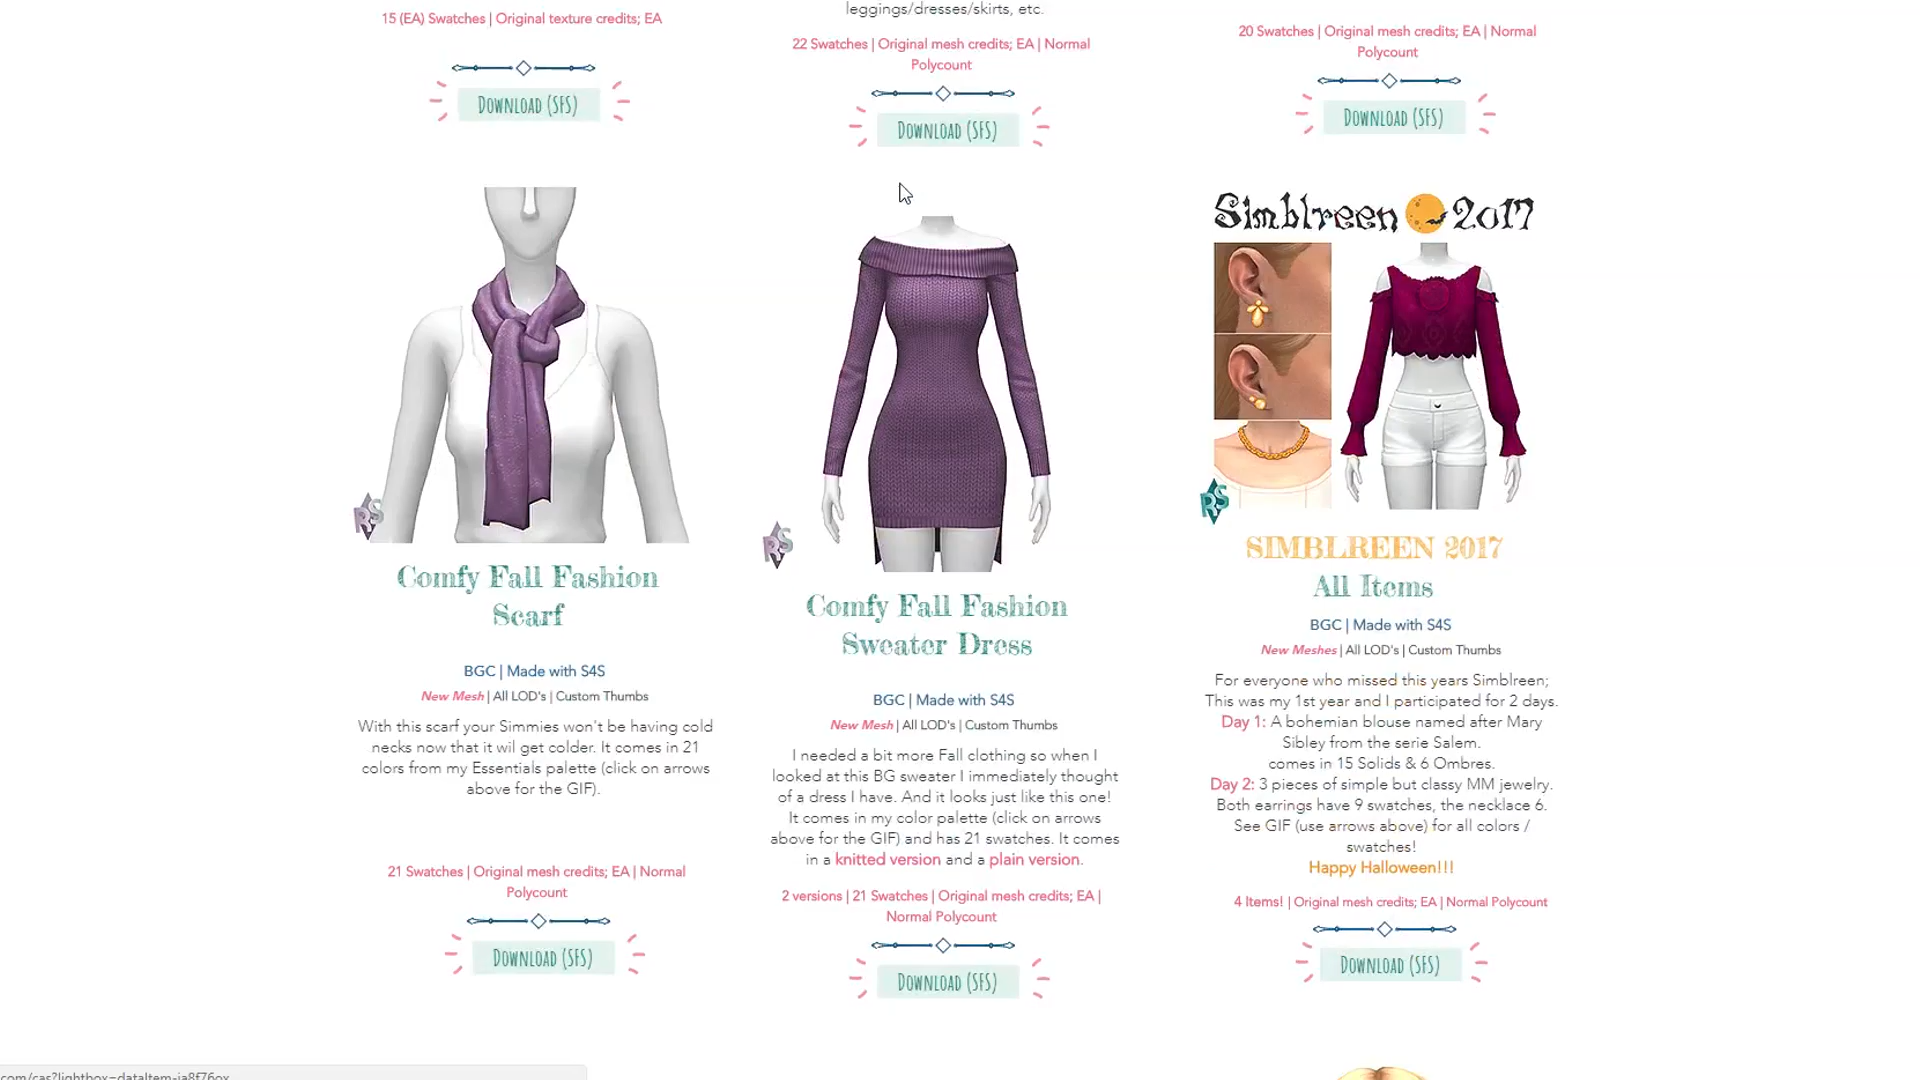 15 (EA) Swatches | Original texture credits; EA
Download (SFS)
leggings/dresses/skirts, etc.
22 Swatches | Original mesh credits; EA | Normal
Polycount
Download (SFS)
20 Swatches | Original mesh credits; EA | Normal
Polycount
Download (SFS)
RS
Comfy Fall Fashion
Scarf
BGC | Made with S4S
New Mesh | All LOD's | Custom Thumbs
With this scarf your Simmies won't be having cold
necks now that it wil get colder. It comes in 21
colors from my Essentials palette (click on arrows
above for the GIF).
21 Swatches | Original mesh credits; EA | Normal
Polycount
Download (SFS)
RS
Comfy Fall Fashion
Sweater Dress
BGC | Made with S4S
New Mesh | All LOD's | Custom Thumbs
I needed a bit more Fall clothing so when I
looked at this BG sweater I immediately thought
of a dress I have. And it looks just like this one!
It comes in my color palette (click on arrows
above for the GIF) and has 21 swatches. It comes
in a knitted version and a plain version.
2 versions | 21 Swatches | Original mesh credits; EA |
Normal Polycount
Download (SFS)
Simblreen 2017
RS
SIMBLREEN 2017
All Items
BGC | Made with S4S
New Meshes | All LOD's | Custom Thumbs
For everyone who missed this years Simblreen;
This was my 1st year and I participated for 2 days.
Day 1: A bohemian blouse named after Mary
Sibley from the serie Salem.
comes in 15 Solids & 6 Ombres.
Day 2: 3 pieces of simple but classy MM jewelry.
Both earrings have 9 swatches, the necklace 6.
See GIF (use arrows above) for all colors /
swatches!
Happy Halloween!!!
4 Items! | Original mesh credits; EA | Normal Polycount
Download (SFS)